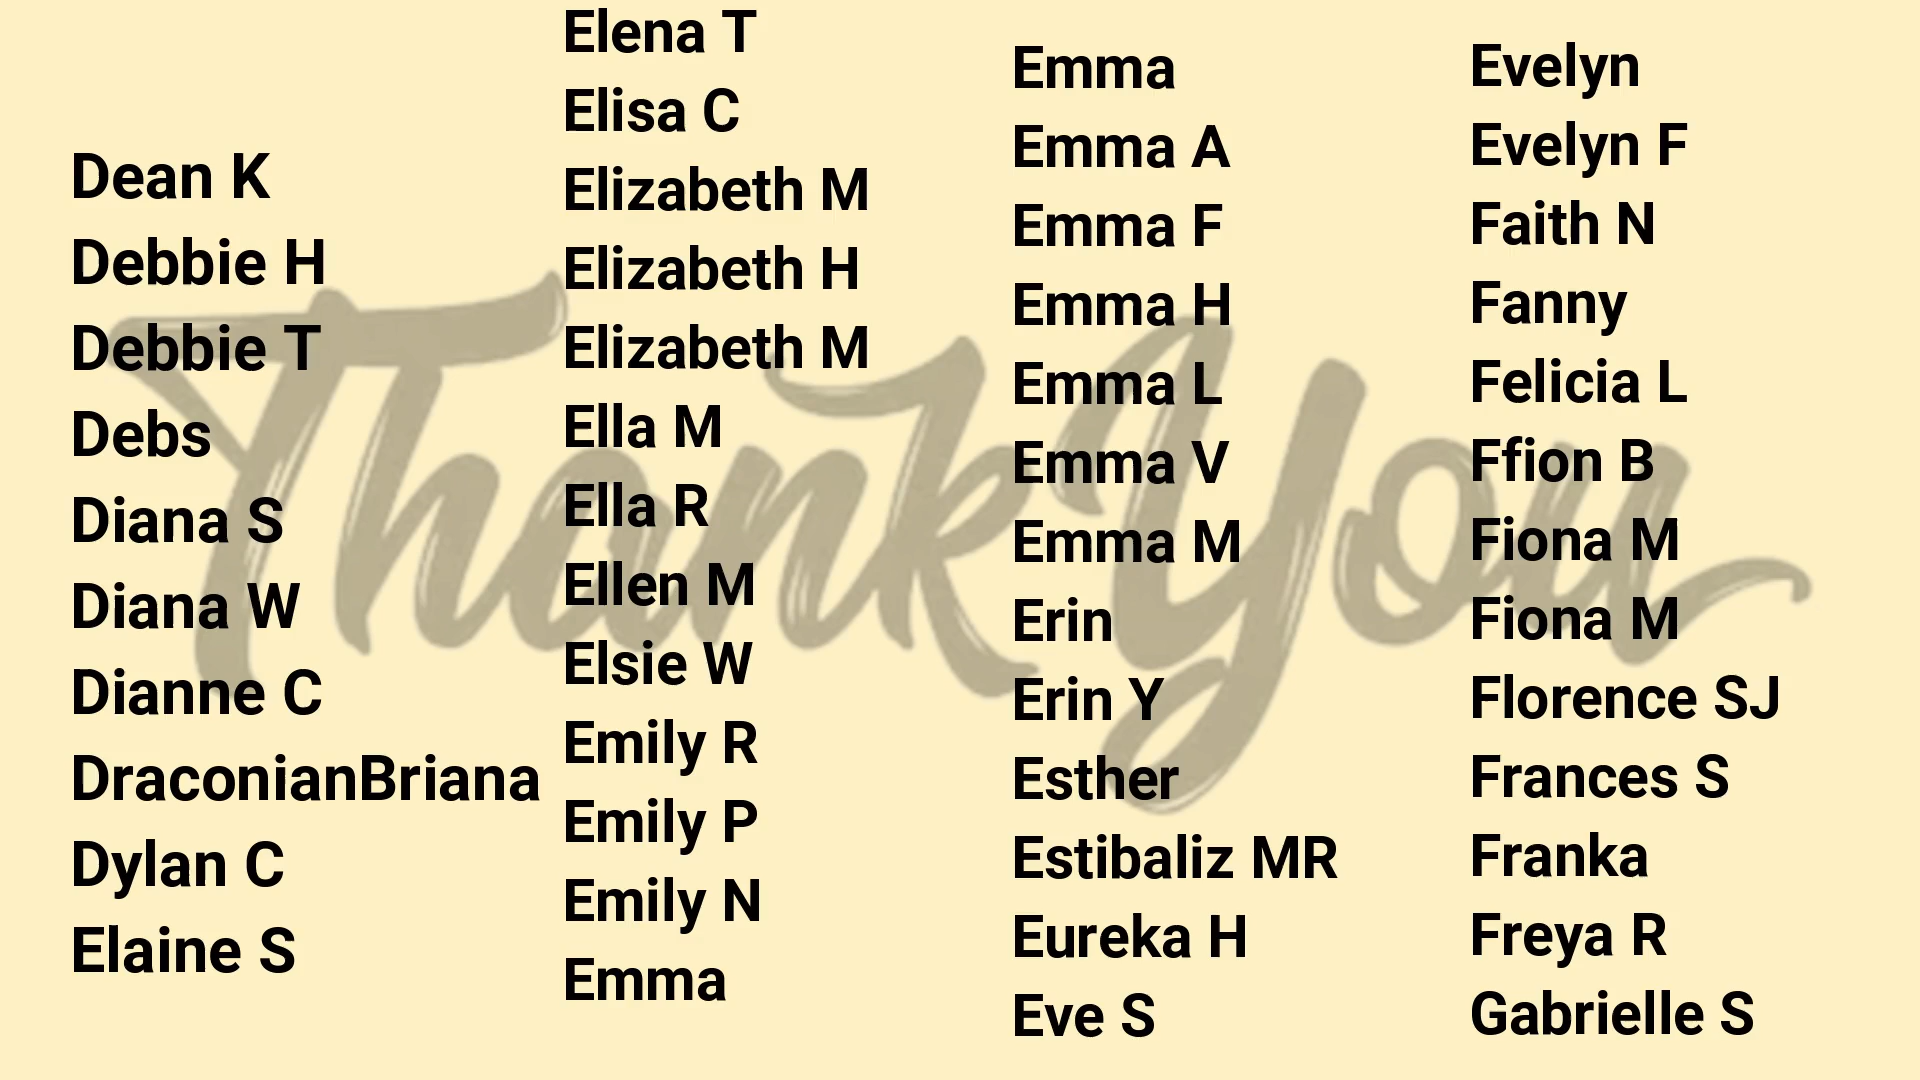 Dean K
Debbie H
Debbie T
Debs
Diana S
Diana W
Dianne C
DraconianBriana
Dylan C
Elaine S
Elena T
Elisa C
Elizabeth M
Elizabeth H
Elizabeth M
Ella M
Ella R
Ellen M
Elsie W
Emily R
Emily P
Emily N
Emma
Emma
Emma A
Emma F
Emma H
Emma L
Emma V
Emma M
Erin
Erin Y
Esther
Estibaliz MR
Eureka H
Eve S
Evelyn
Evelyn F
Faith N
Fanny
Felicia L
Ffion B
Fiona M
Fiona M
Florence SJ
Frances S
Franka
Freya R
Gabrielle S
Thank You